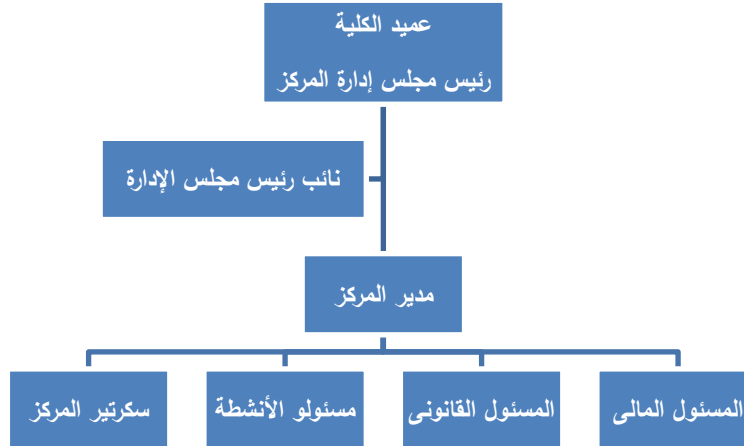 عميد الكلية
رئيس مجلس إدارة المركز
نائب رئيس مجلس الإدارة
مدير المركز
المسئول المالى
المسئول القانونى
مسئولو الأنشطة
سكرتير المركز